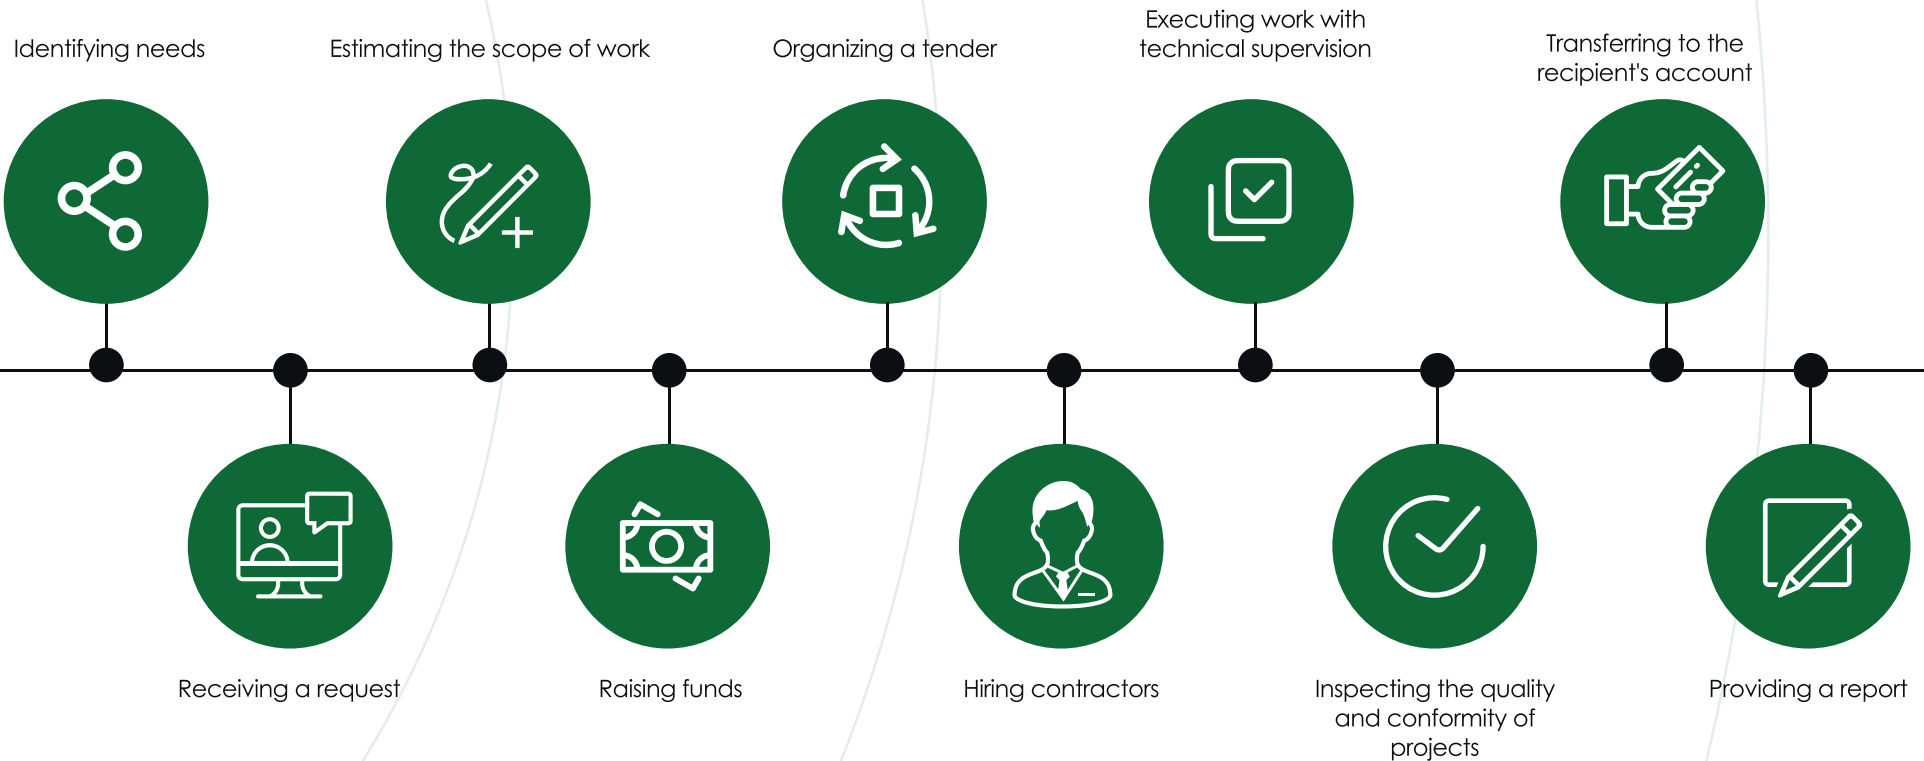 Identifying needs
Receiving a request
Estimating the scope of work
Raising funds
Organizing a tender
Hiring contractors
Executing work with
technical supervision
Inspecting the quality
and conformity of
projects
Transferring to the
recipient's account
Providing a report